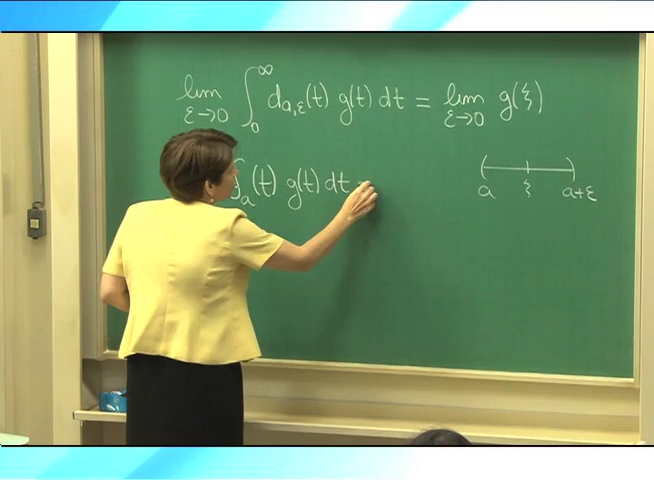 lim ε→0 ∫₀^∞ d_{a,ε}(t) g(t) dt = lim ε→0 g(ξ)
δ_a(t) g(t) dt =
a ξ a+ε